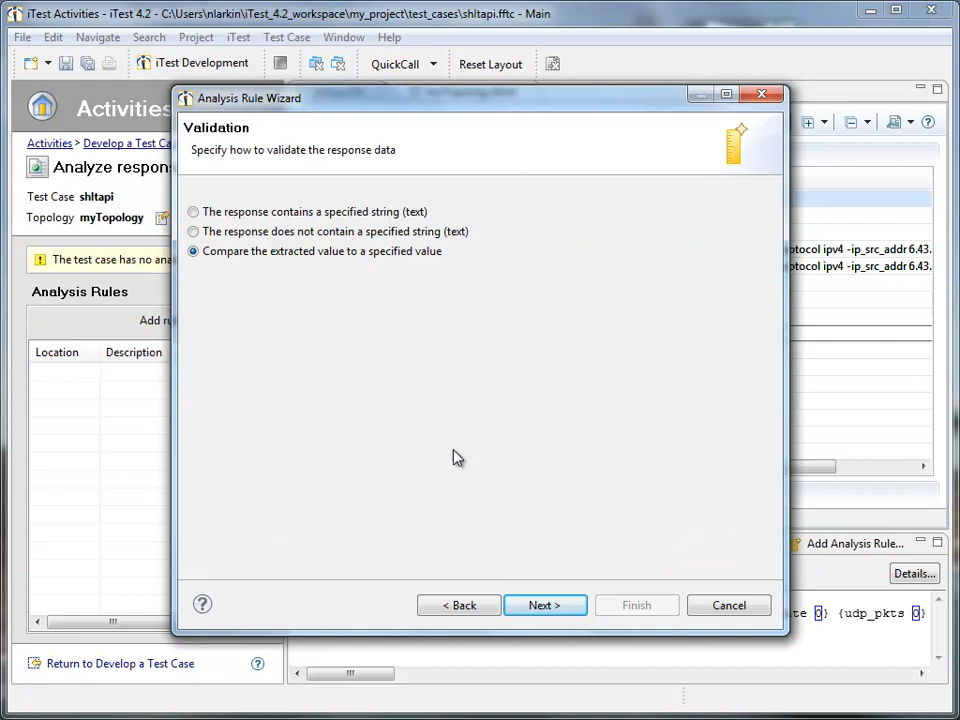 iTest Activities - iTest 4.2 - C:\Users\nlarkin\iTest_4.2_workspace\my_project\test_cases\shltapi.fftc - Main
File Edit Navigate Search Project iTest Test Case Window Help
iTest Development QuickCall Reset Layout
Analysis Rule Wizard
Activities
Validation
Specify how to validate the response data
Activities > Develop a Test Ca
Analyze respon
Test Case shltapi
Topology myTopology
The response contains a specified string (text)
The response does not contain a specified string (text)
Compare the extracted value to a specified value
otocol ipv4 -ip_src_addr 6.43.
otocol ipv4 -ip_src_addr 6.43.
The test case has no ana
Analysis Rules
Add ru
Location Description
Add Analysis Rule...
Details...
ate 0} {udp_pkts 0}
< Back Next > Finish Cancel
Return to Develop a Test Case